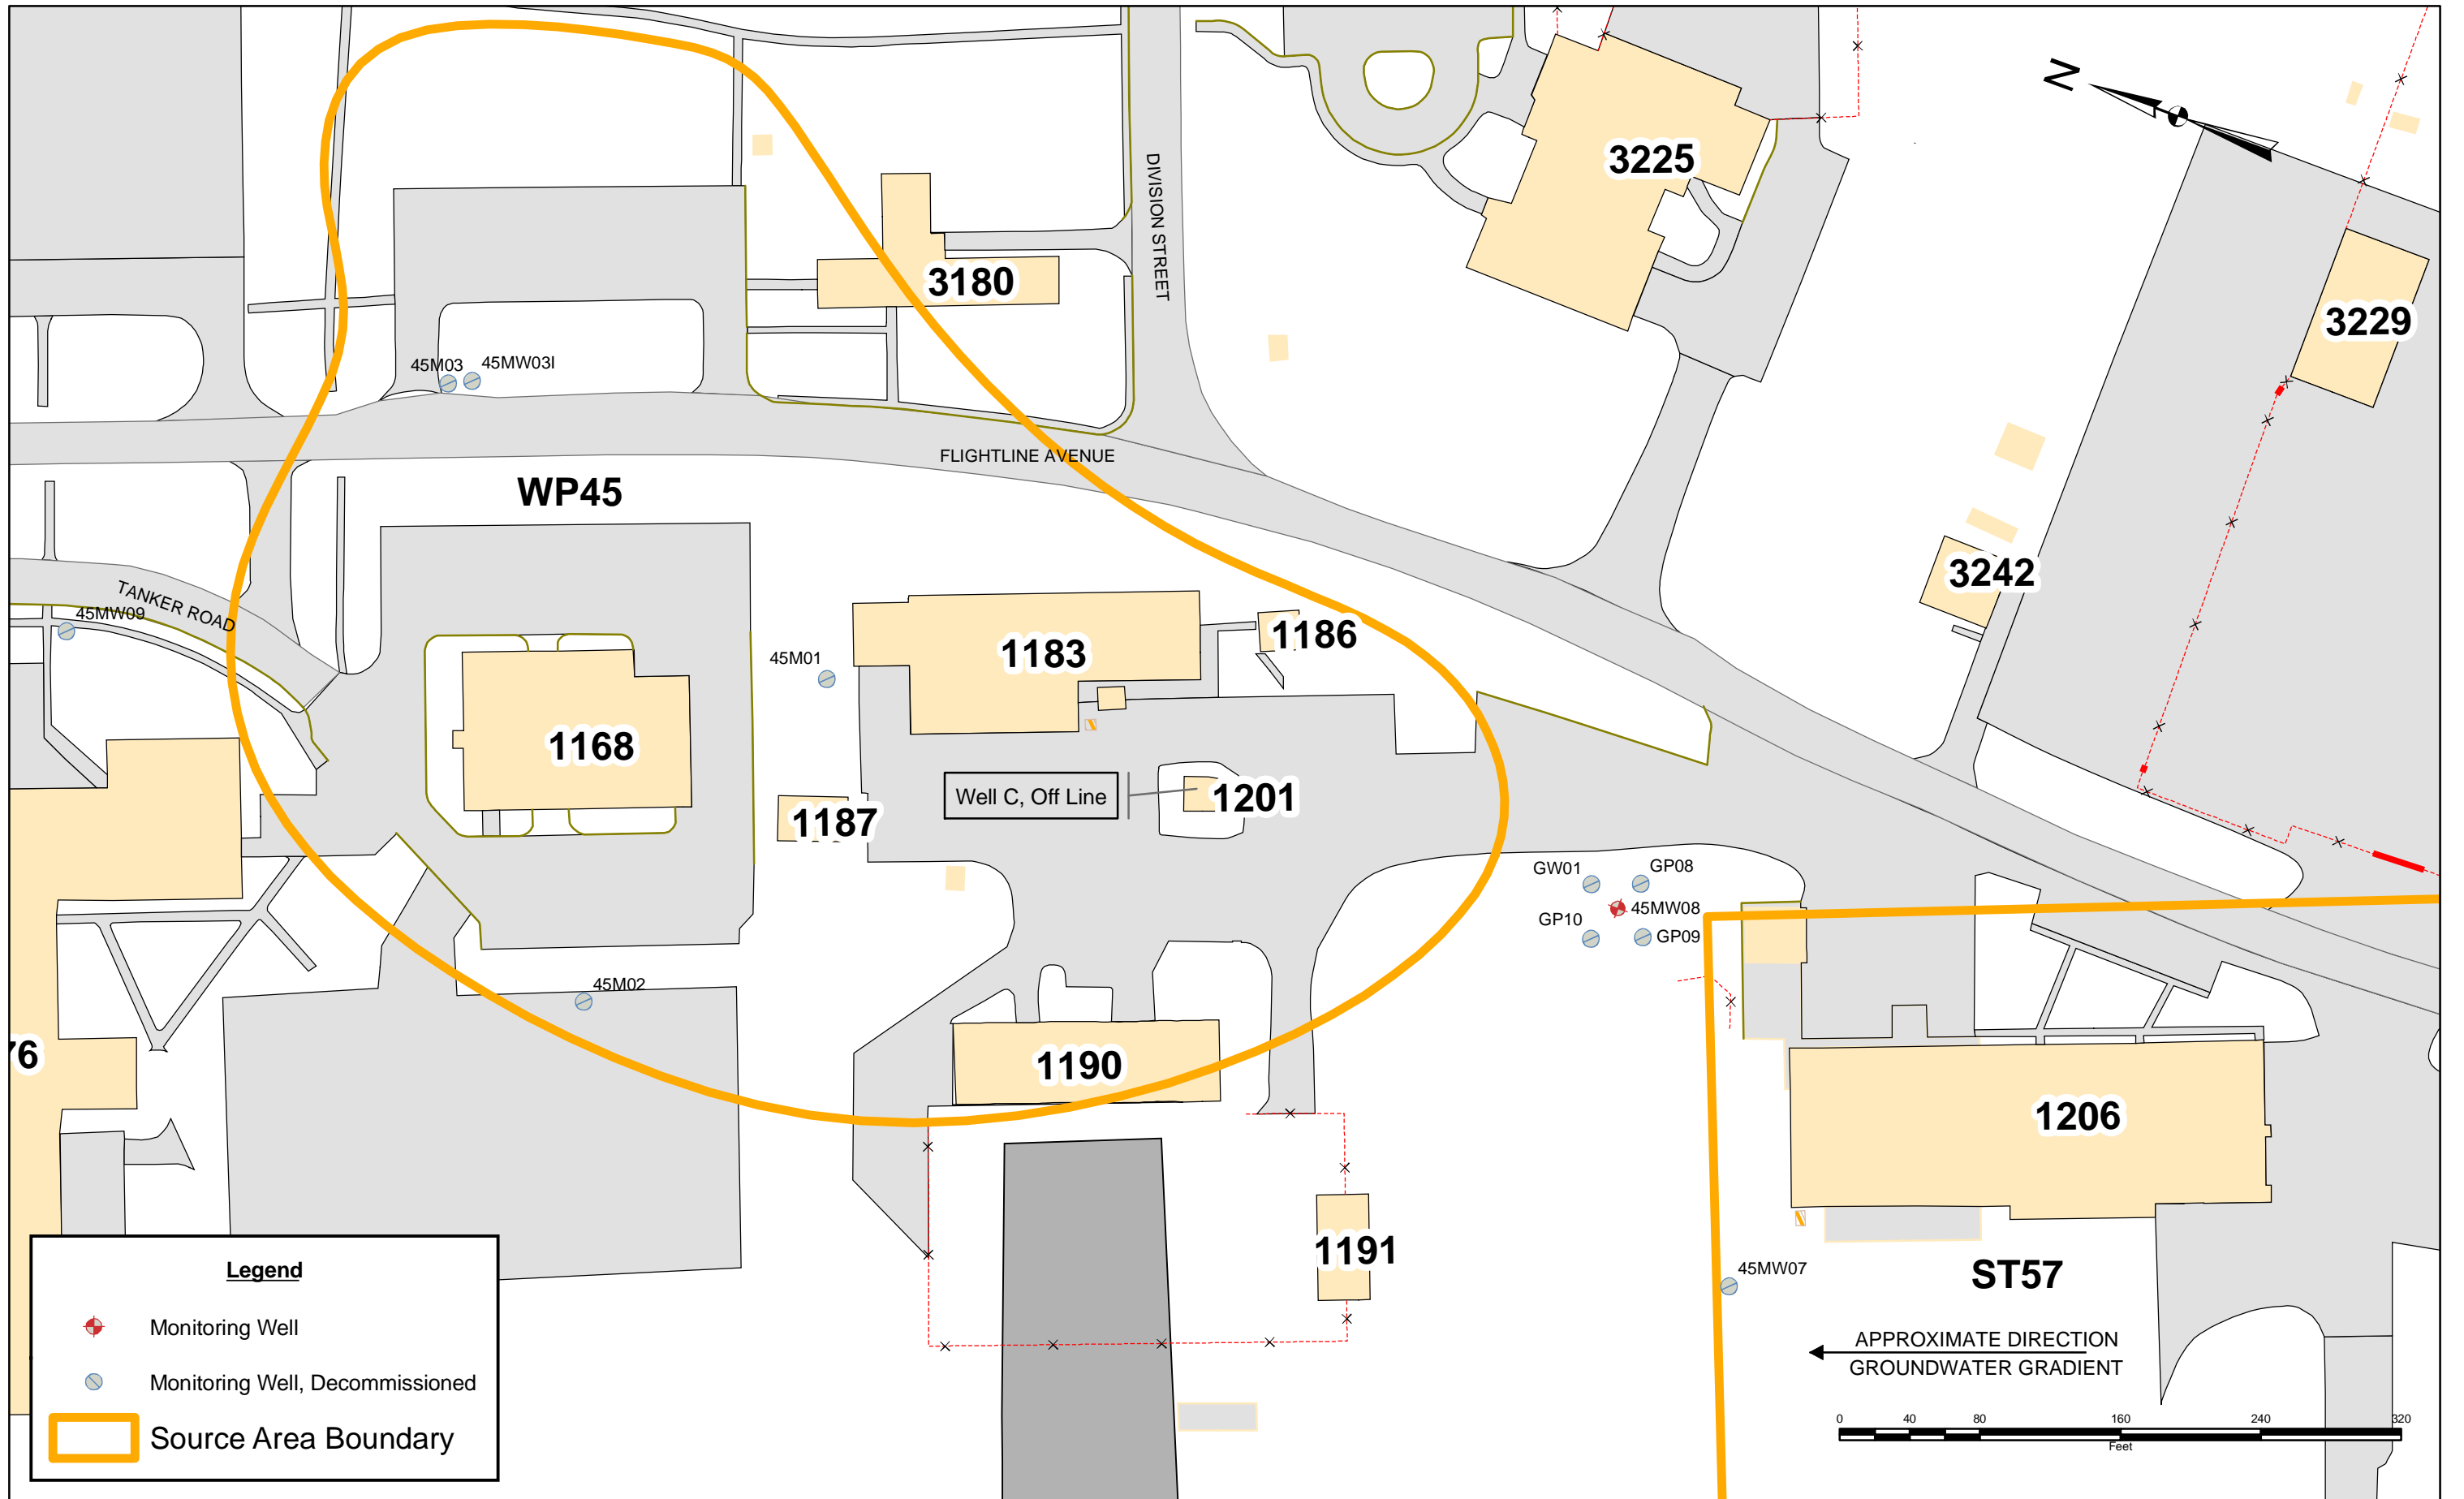 N
DIVISION STREET
3225
3180
3229
45M03
45MW03I
FLIGHTLINE AVENUE
WP45
3242
TANKER ROAD
45MW09
45M01
1183
1186
1168
Well C, Off Line
1201
1187
GW01
GP08
45MW08
GP10
GP09
45M02
76
1190
1206
1191
ST57
45MW07
Legend
Monitoring Well
Monitoring Well, Decommissioned
Source Area Boundary
APPROXIMATE DIRECTION
GROUNDWATER GRADIENT
0 40 80 160 240 320
Feet